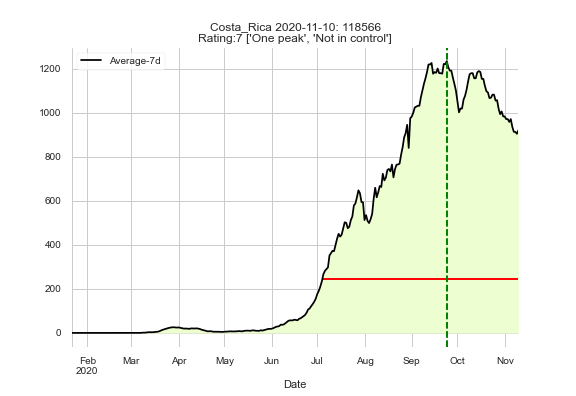 Costa_Rica 2020-11-10: 118566
Rating:7 ['One peak', 'Not in control']
Average-7d
1200
1000
800
600
400
200
0
Feb Mar Apr May Jun Jul Aug Sep Oct Nov
2020
Date